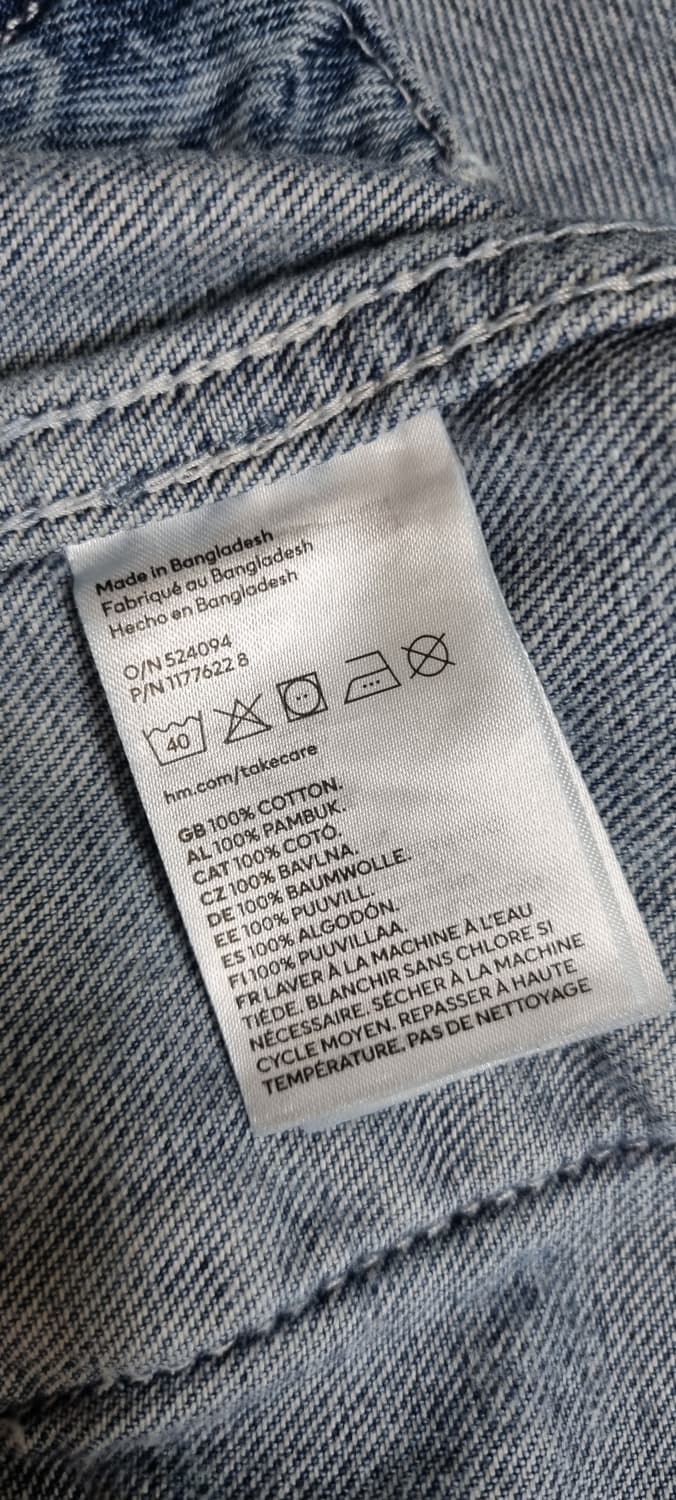 Made in Bangladesh
Fabriqué au Bangladesh
Hecho en Bangladesh
O/N 524094
P/N 1177622 8
40
hm.com/takecare
GB 100% COTTON.
AL 100% PAMBUK.
CAT 100% COTÓ.
CZ 100% BAVLNA.
DE 100% BAUMWOLLE.
EE 100% PUUVILL.
ES 100% ALGODÓN.
FI 100% PUUVILLAA.
FR LAVER À LA MACHINE À L'EAU
TIÈDE. BLANCHIR SANS CHLORE SI
NÉCESSAIRE. SÉCHER À LA MACHINE
CYCLE MOYEN. REPASSER À HAUTE
TEMPÉRATURE. PAS DE NETTOYAGE